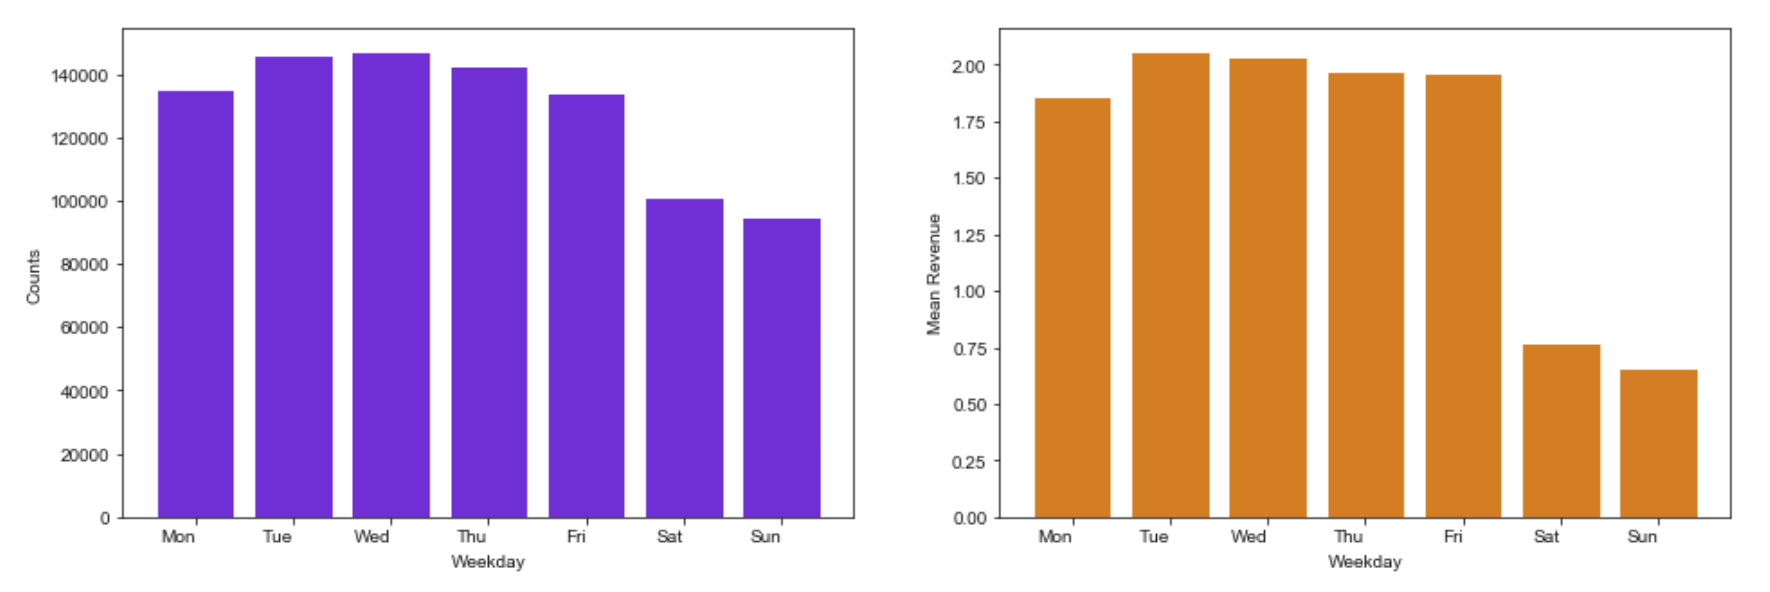 140000
120000
100000
80000
60000
40000
20000
0
Counts
Mon Tue Wed Thu Fri Sat Sun
Weekday
2.00
1.75
1.50
1.25
1.00
0.75
0.50
0.25
0.00
Mean Revenue
Mon Tue Wed Thu Fri Sat Sun
Weekday